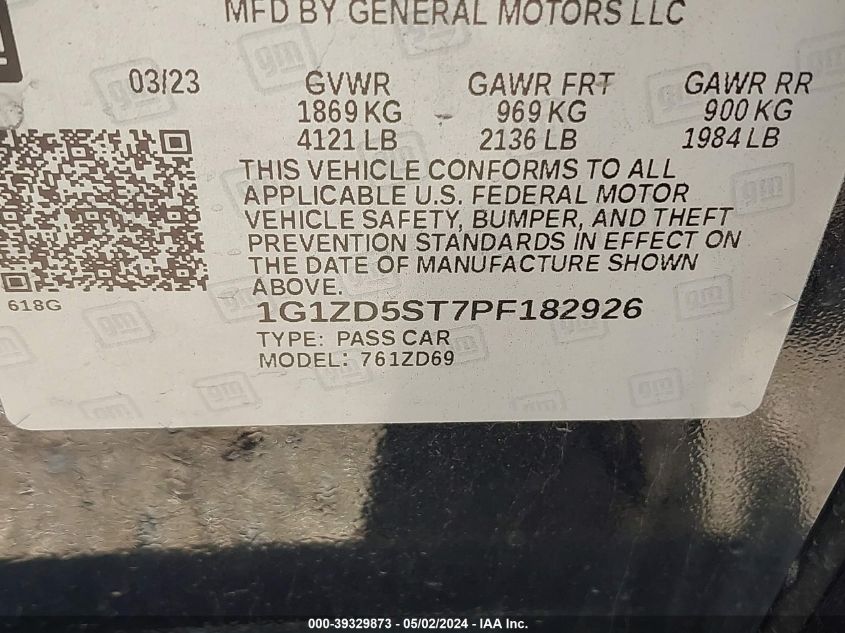 MFD BY GENERAL MOTORS LLC
03/23 GVWR GAWR FRT GAWR RR
1869 KG 969 KG 900 KG
4121 LB 2136 LB 1984 LB
THIS VEHICLE CONFORMS TO ALL
APPLICABLE U.S. FEDERAL MOTOR
VEHICLE SAFETY, BUMPER, AND THEFT
PREVENTION STANDARDS IN EFFECT ON
THE DATE OF MANUFACTURE SHOWN
ABOVE.
618G
1G1ZD5ST7PF182926
TYPE: PASS CAR
MODEL: 761ZD69
000-39329873 - 05/02/2024 - IAA Inc.